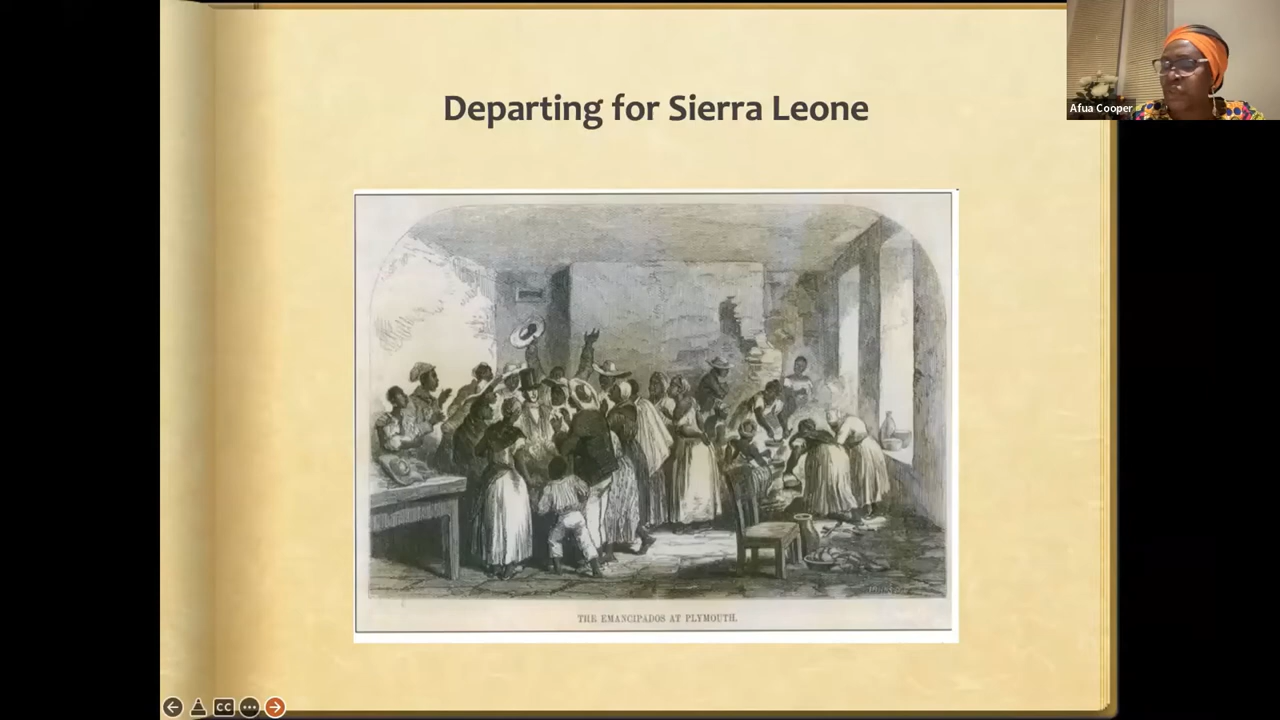 Departing for Sierra Leone
Afua Cooper
THE EMANCIPADOS AT PLYMOUTH.
CC